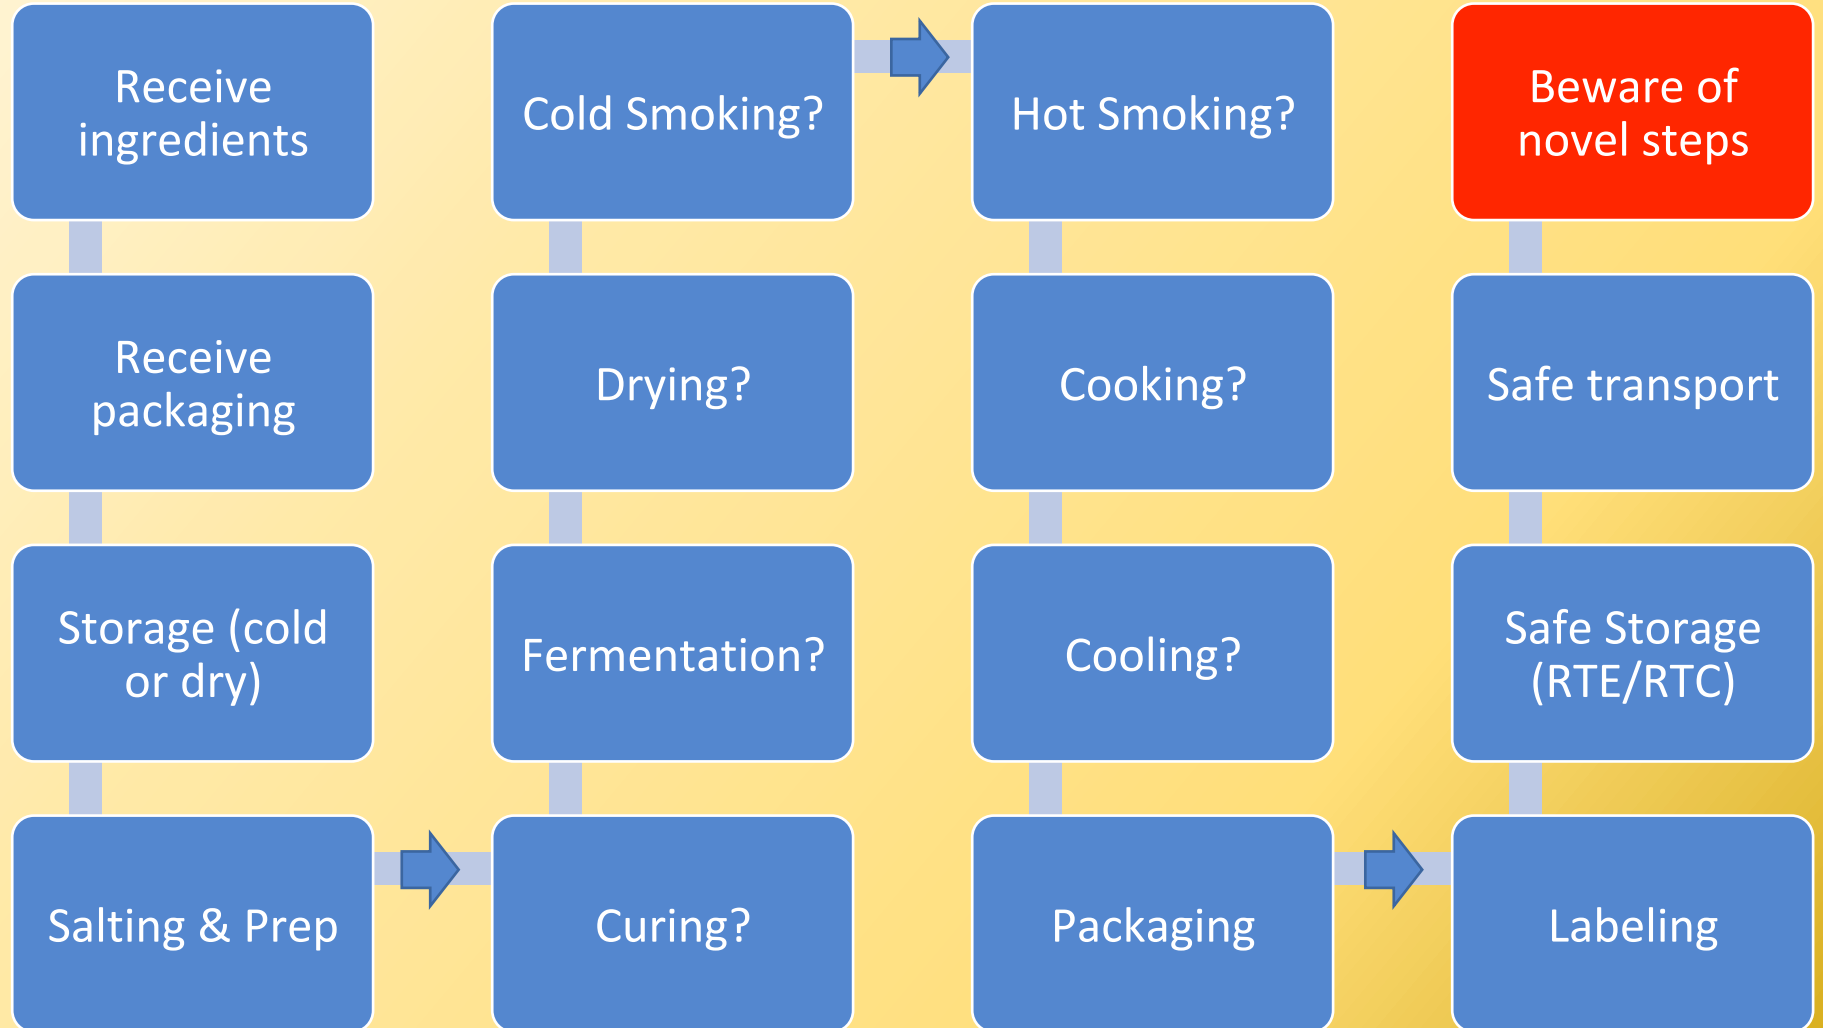 Receive
ingredients
Receive
packaging
Storage (cold
or dry)
Salting & Prep
Curing?
Fermentation?
Drying?
Cold Smoking?
Hot Smoking?
Cooking?
Cooling?
Packaging
Labeling
Safe Storage
(RTE/RTC)
Safe transport
Beware of
novel steps